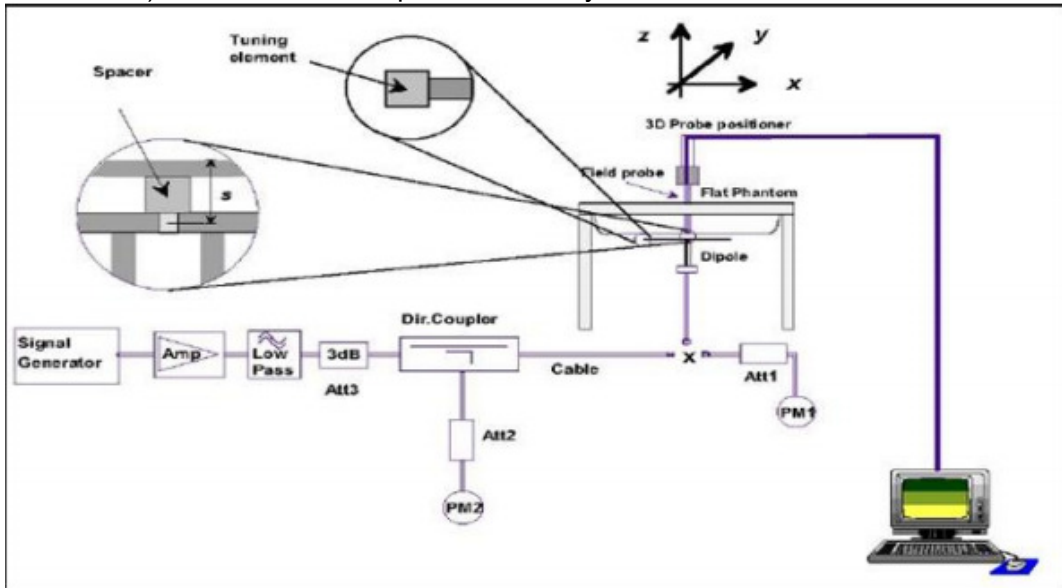 Tuning
element
Spacer
s
z
y
x
3D Probe positioner
Field probe
Flat Phantom
Dipole
Dir.Coupler
Signal
Generator
Amp
Low
Pass
3dB
Att3
Cable
X
Att1
PM1
Att2
PM2